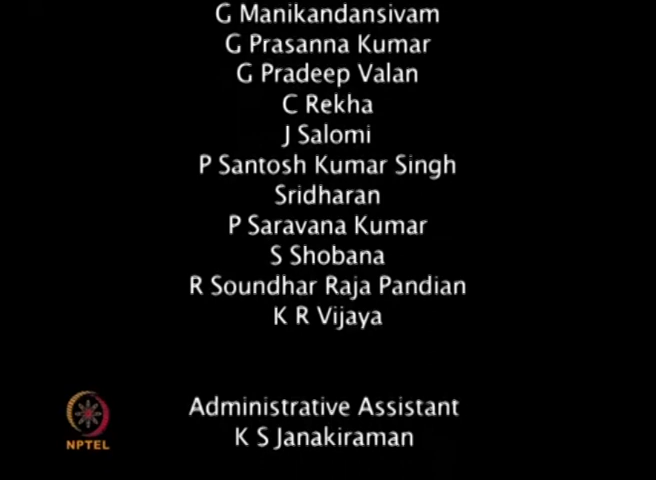 G Manikandansivam
G Prasanna Kumar
G Pradeep Valan
C Rekha
J Salomi
P Santosh Kumar Singh
Sridharan
P Saravana Kumar
S Shobana
R Soundhar Raja Pandian
K R Vijaya
Administrative Assistant
K S Janakiraman
NPTEL